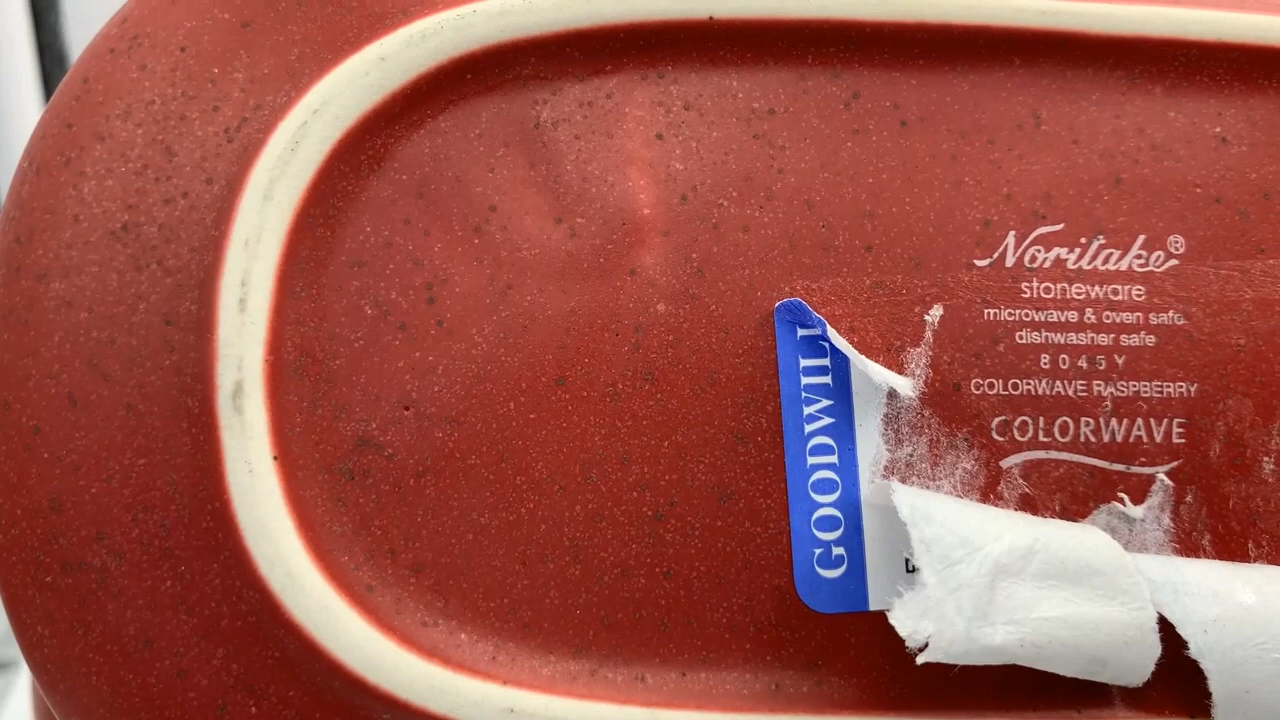 Noritake®
stoneware
microwave & oven safe
dishwasher safe
8045Y
COLORWAVE RASPBERRY
COLORWAVE
GOODWILL